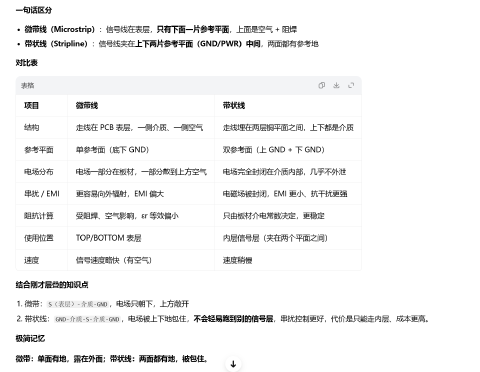 一句话区分
• 微带线（Microstrip）：信号线在表层，只有下面一片参考平面，上面是空气 + 阻焊
• 带状线（Stripline）：信号线夹在上下两片参考平面（GND/PWR）中间，两面都有参考地
对比表
表格
项目 微带线 带状线
结构 走线在 PCB 表层，一侧介质、一侧空气 走线埋在两层铜平面之间，上下都是介质
参考平面 单参考面（底下 GND） 双参考面（上 GND + 下 GND）
电场分布 电场一部分在板材，一部分散到上方空气 电场完全封闭在介质内部，几乎不外泄
串扰 / EMI 更容易向外辐射，EMI 偏大 电磁场被封闭，EMI 更小、抗干扰更强
阻抗计算 受阻焊、空气影响，εr 等效偏小 只由板材介电常数决定，更稳定
使用位置 TOP/BOTTOM 表层 内层信号层（夹在两个平面之间）
速度 信号速度略快（有空气） 速度稍慢
结合刚才层叠的知识点
1. 微带：S（表层）-介质-GND，电场只朝下，上方敞开
2. 带状线：GND-介质-S-介质-GND，电场被上下地包住，不会轻易跑到别的信号层，串扰控制更好，代价是只能走内层、成本更高。
极简记忆
微带：单面有地，露在外面；带状线：两面都有地，被包住。